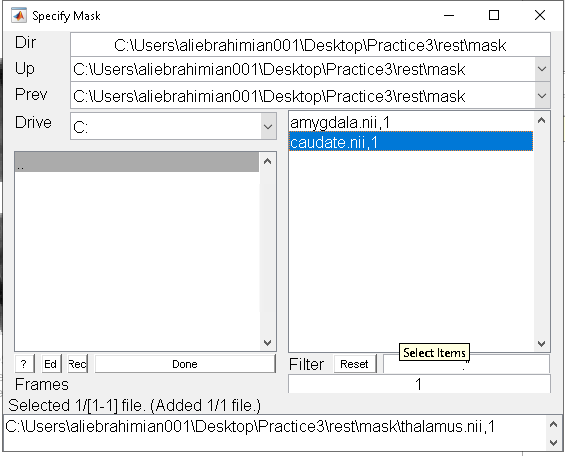 Specify Mask
Dir C:\Users\aliebrahimian001\Desktop\Practice3\rest\mask
Up C:\Users\aliebrahimian001\Desktop\Practice3\rest\mask
Prev C:\Users\aliebrahimian001\Desktop\Practice3\rest\mask
Drive C:
amygdala.nii,1
caudate.nii,1
..
Select Items
? Ed Rec Done Filter Reset
Frames 1
Selected 1/[1-1] file. (Added 1/1 file.)
C:\Users\aliebrahimian001\Desktop\Practice3\rest\mask\thalamus.nii,1